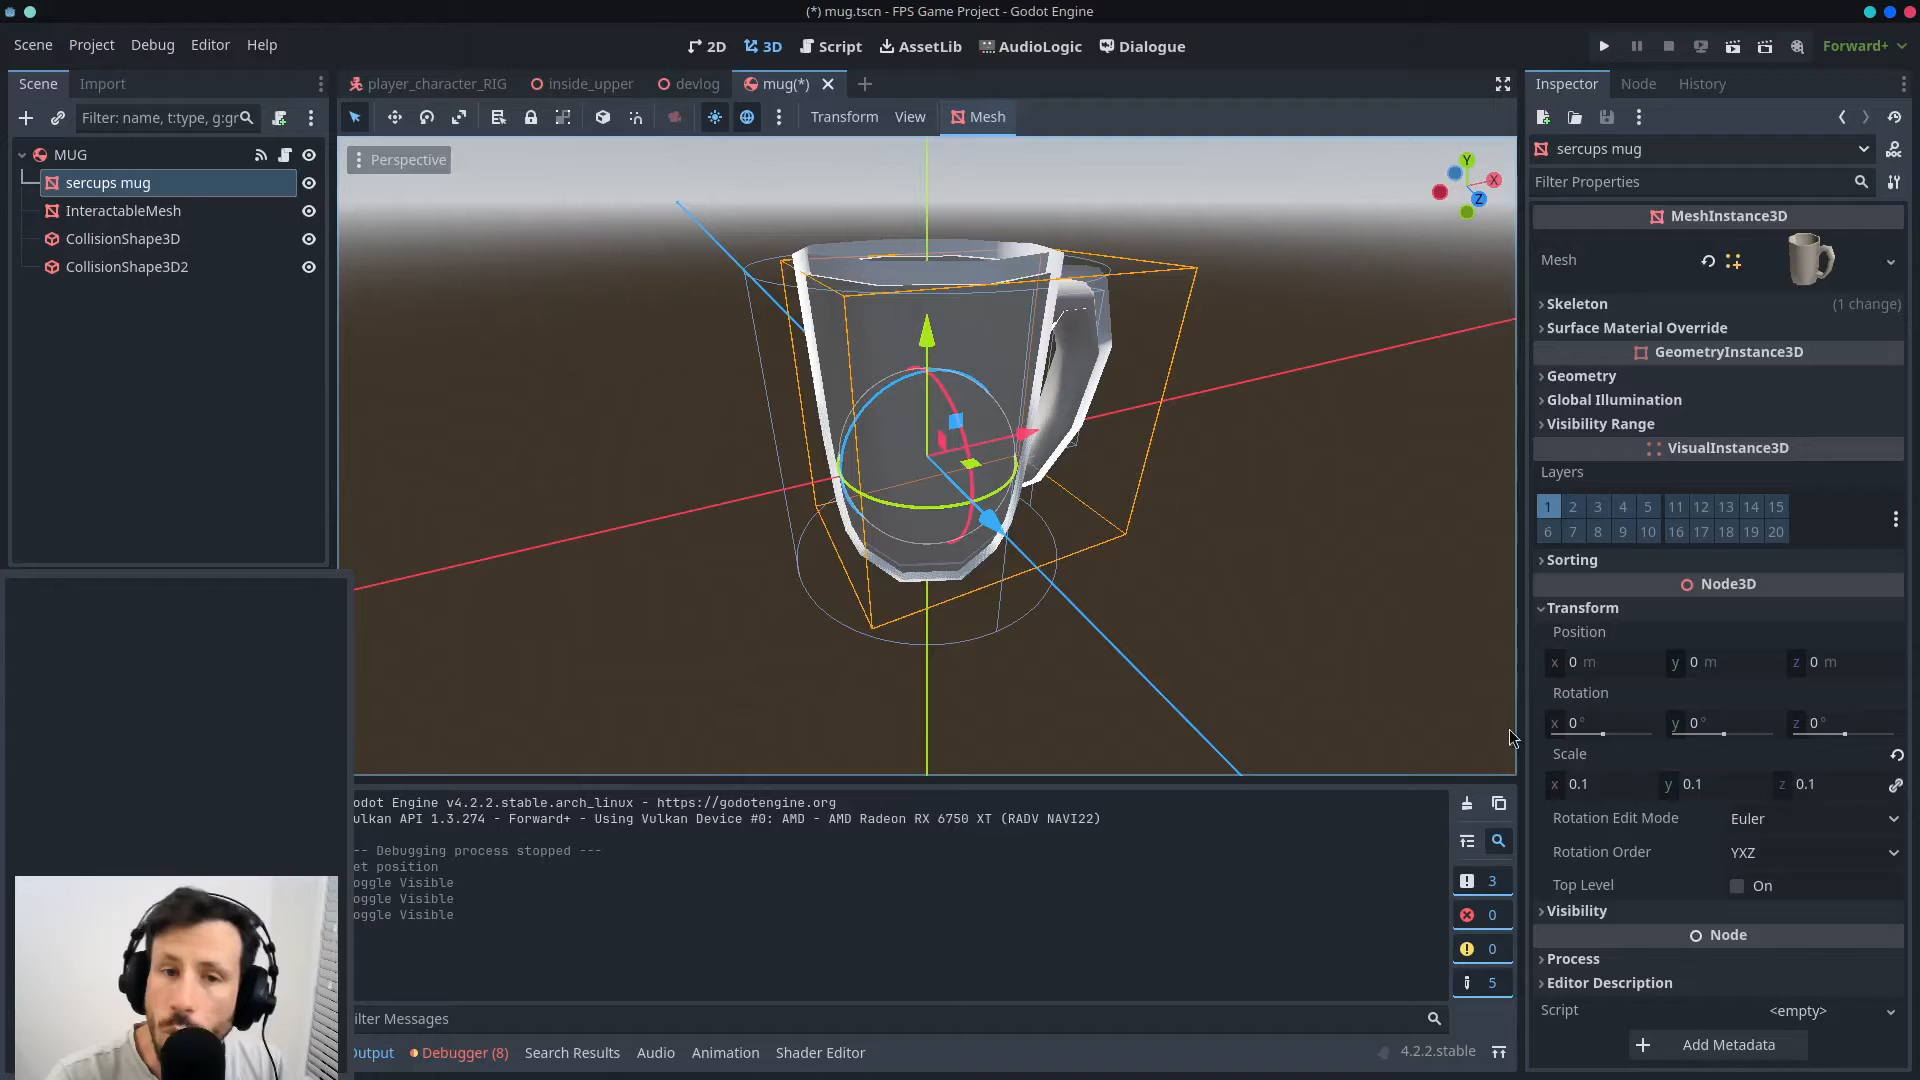 (*) mug.tscn - FPS Game Project - Godot Engine
Scene Project Debug Editor Help
2D 3D Script AssetLib AudioLogic Dialogue
Forward+
Scene Import
player_character_RIG inside_upper devlog mug(*)
Inspector Node History
Filter: name, t:type, g:gr
Transform View Mesh
MUG
sercups mug
InteractableMesh
CollisionShape3D
CollisionShape3D2
Perspective
Y
X
Z
sercups mug
Filter Properties
MeshInstance3D
Mesh
Skeleton (1 change)
Surface Material Override
GeometryInstance3D
Geometry
Global Illumination
Visibility Range
VisualInstance3D
Layers
1 2 3 4 5 11 12 13 14 15
6 7 8 9 10 16 17 18 19 20
Sorting
Node3D
Transform
Position
x 0 m y 0 m z 0 m
Rotation
x 0 ° y 0 ° z 0 °
Scale
x 0.1 y 0.1 z 0.1
Rotation Edit Mode Euler
Rotation Order YXZ
Top Level On
Visibility
Node
Process
Editor Description
Script <empty>
Add Metadata
odot Engine v4.2.2.stable.arch_linux - https://godotengine.org
ulkan API 1.3.274 - Forward+ - Using Vulkan Device #0: AMD - AMD Radeon RX 6750 XT (RADV NAVI22)
-- Debugging process stopped ---
et position
oggle Visible
oggle Visible
oggle Visible
3
0
0
5
ilter Messages
Output Debugger (8) Search Results Audio Animation Shader Editor
4.2.2.stable